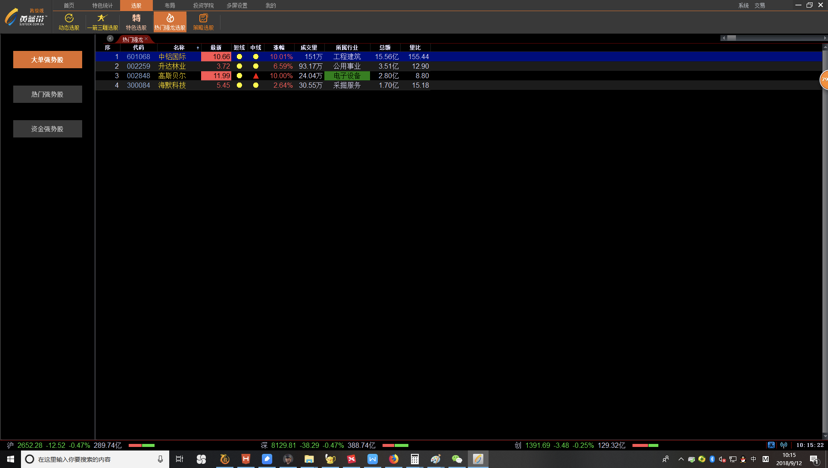 首页 特色统计 选股 布局 投资学院 多屏设置 我的 系统 交易
黄蓝带
动态选股 一箭三雕选股 特色选股 热门强龙选股 策略选股
热门强龙
序 代码 名称 最新 短线 中线 涨幅 成交量 所属行业 总额 量比
1 601068 中铝国际 10.66 10.01% 151万 工程建筑 15.56亿 155.44
2 002259 升达林业 3.72 6.59% 93.17万 公用事业 3.51亿 12.90
3 002848 高斯贝尔 11.99 10.00% 24.04万 电子设备 2.80亿 8.80
4 300084 海默科技 5.45 2.64% 30.55万 采掘服务 1.70亿 15.18
大单强势股
热门强势股
资金强势股
沪 2652.28 -12.52 -0.47% 289.74亿 深 8129.81 -38.29 -0.47% 388.74亿 创 1391.69 -3.48 -0.25% 129.32亿 10:15:22
在这里输入你要搜索的内容
中
10:15
2018/9/12